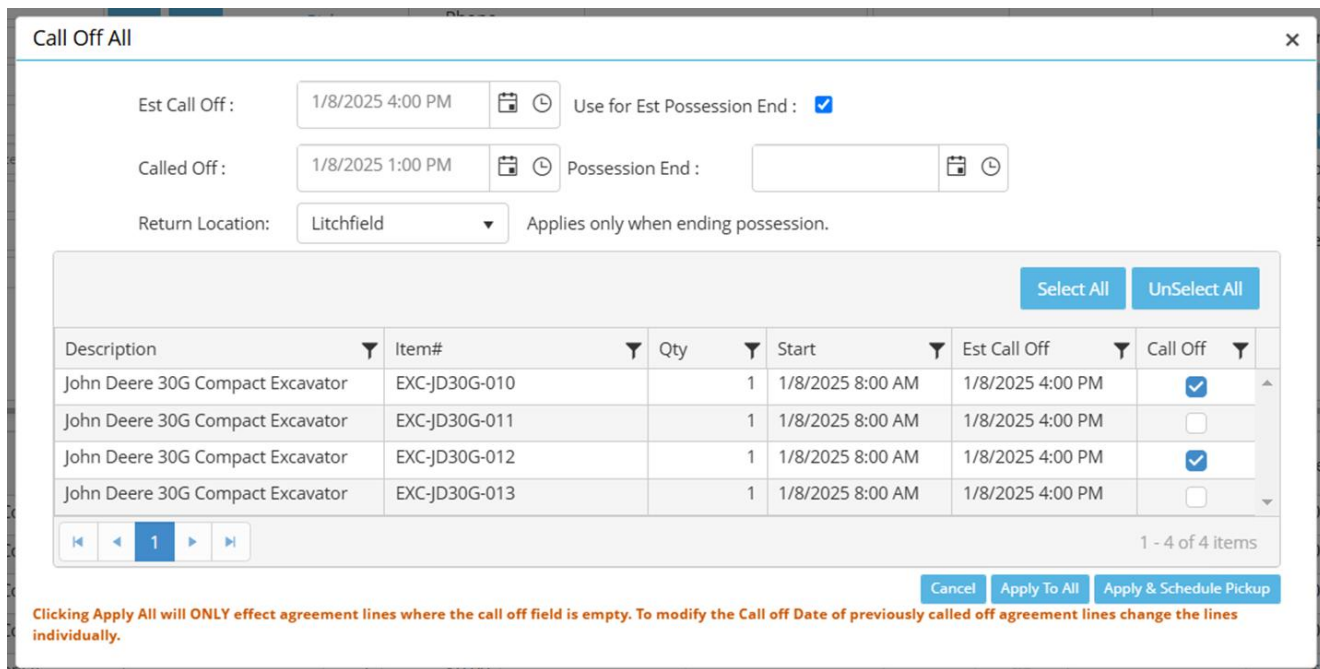 Call Off All
Est Call Off : 1/8/2025 4:00 PM Use for Est Possession End :
Called Off : 1/8/2025 1:00 PM Possession End :
Return Location: Litchfield Applies only when ending possession.
Select All UnSelect All
Description Item# Qty Start Est Call Off Call Off
John Deere 30G Compact Excavator EXC-JD30G-010 1 1/8/2025 8:00 AM 1/8/2025 4:00 PM
John Deere 30G Compact Excavator EXC-JD30G-011 1 1/8/2025 8:00 AM 1/8/2025 4:00 PM
John Deere 30G Compact Excavator EXC-JD30G-012 1 1/8/2025 8:00 AM 1/8/2025 4:00 PM
John Deere 30G Compact Excavator EXC-JD30G-013 1 1/8/2025 8:00 AM 1/8/2025 4:00 PM
1 1 - 4 of 4 items
Cancel Apply To All Apply & Schedule Pickup
Clicking Apply All will ONLY effect agreement lines where the call off field is empty. To modify the Call off Date of previously called off agreement lines change the lines
individually.